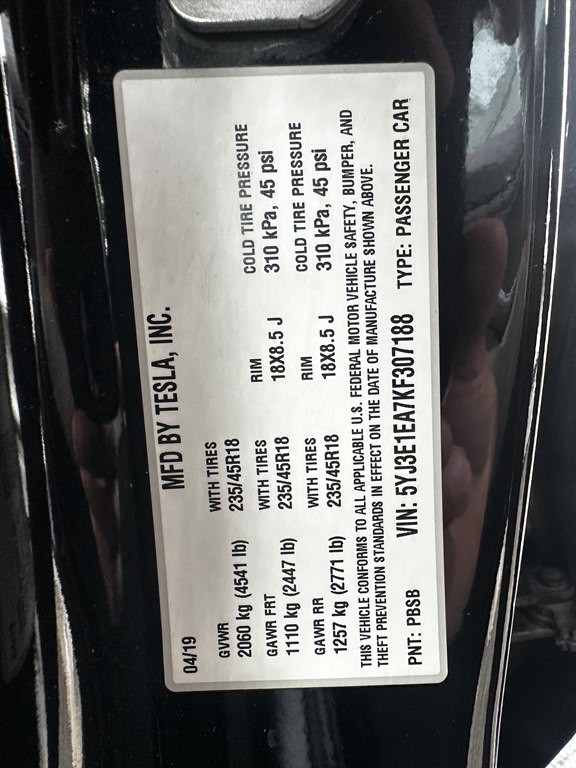 MFD BY TESLA, INC.
04/19
GVWR WITH TIRES
2060 kg (4541 lb) 235/45R18
GAWR FRT WITH TIRES RIM COLD TIRE PRESSURE
1110 kg (2447 lb) 235/45R18 18X8.5 J 310 kPa, 45 psi
GAWR RR WITH TIRES RIM COLD TIRE PRESSURE
1257 kg (2771 lb) 235/45R18 18X8.5 J 310 kPa, 45 psi
THIS VEHICLE CONFORMS TO ALL APPLICABLE U.S. FEDERAL MOTOR VEHICLE SAFETY, BUMPER, AND
THEFT PREVENTION STANDARDS IN EFFECT ON THE DATE OF MANUFACTURE SHOWN ABOVE.
PNT: PBSB VIN: 5YJ3E1EA7KF307188 TYPE: PASSENGER CAR